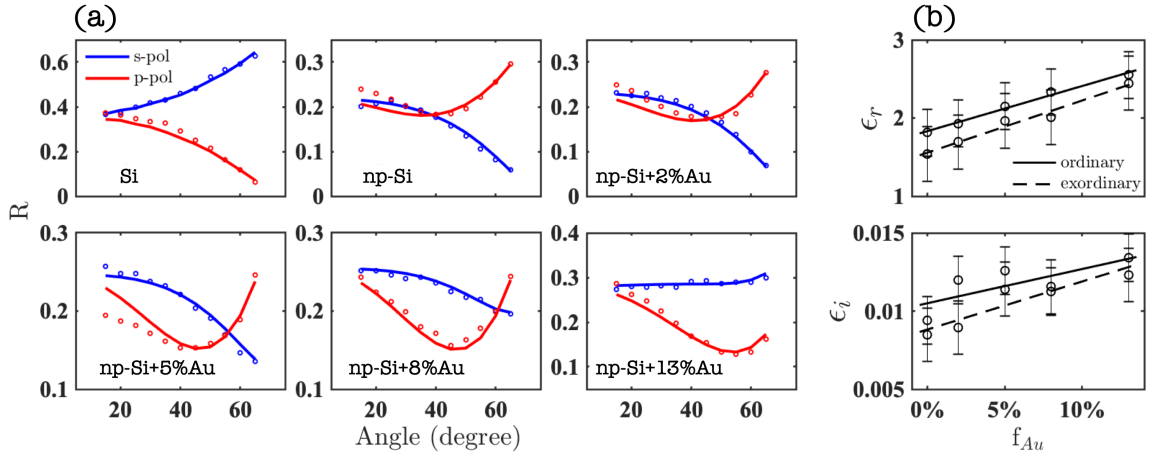 (a)
(b)
R
0.6
0.4
0.2
0
s-pol
p-pol
Si
0.3
0.2
0.1
0
np-Si
0.3
0.2
0.1
0
np-Si+2%Au
3
2
1
ϵr
ordinary
exordinary
0.3
0.2
0.1
np-Si+5%Au
20 40 60
0.3
0.2
0.1
np-Si+8%Au
20 40 60
0.4
0.3
0.2
0.1
np-Si+13%Au
20 40 60
Angle (degree)
0.015
0.01
0.005
ϵi
0% 5% 10%
fAu